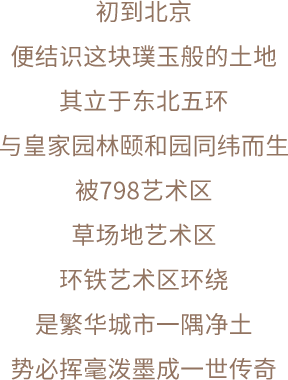 初到北京
便结识这块璞玉般的土地
其立于东北五环
与皇家园林颐和园同纬而生
被798艺术区
草场地艺术区
环铁艺术区环绕
是繁华城市一隅净土
势必挥毫泼墨成一世传奇